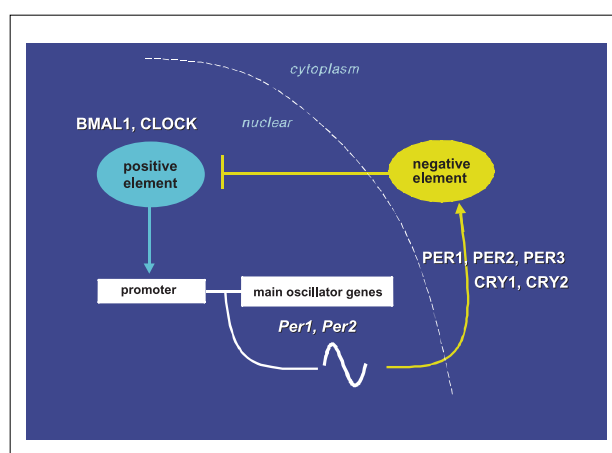 cytoplasm
BMAL1, CLOCK
nuclear
positive
element
negative
element
PER1, PER2, PER3
CRY1, CRY2
promoter
main oscillator genes
Per1, Per2